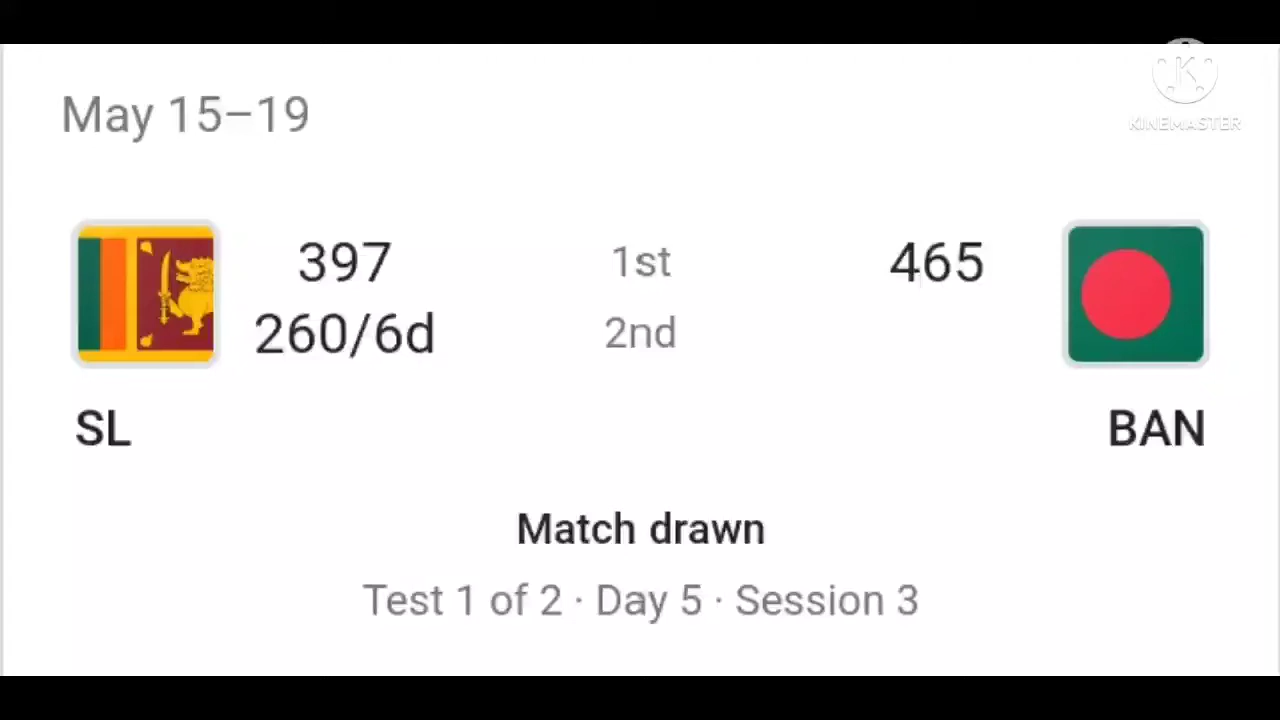 May 15–19
KINEMASTER
397 1st 465
260/6d 2nd
SL BAN
Match drawn
Test 1 of 2 · Day 5 · Session 3